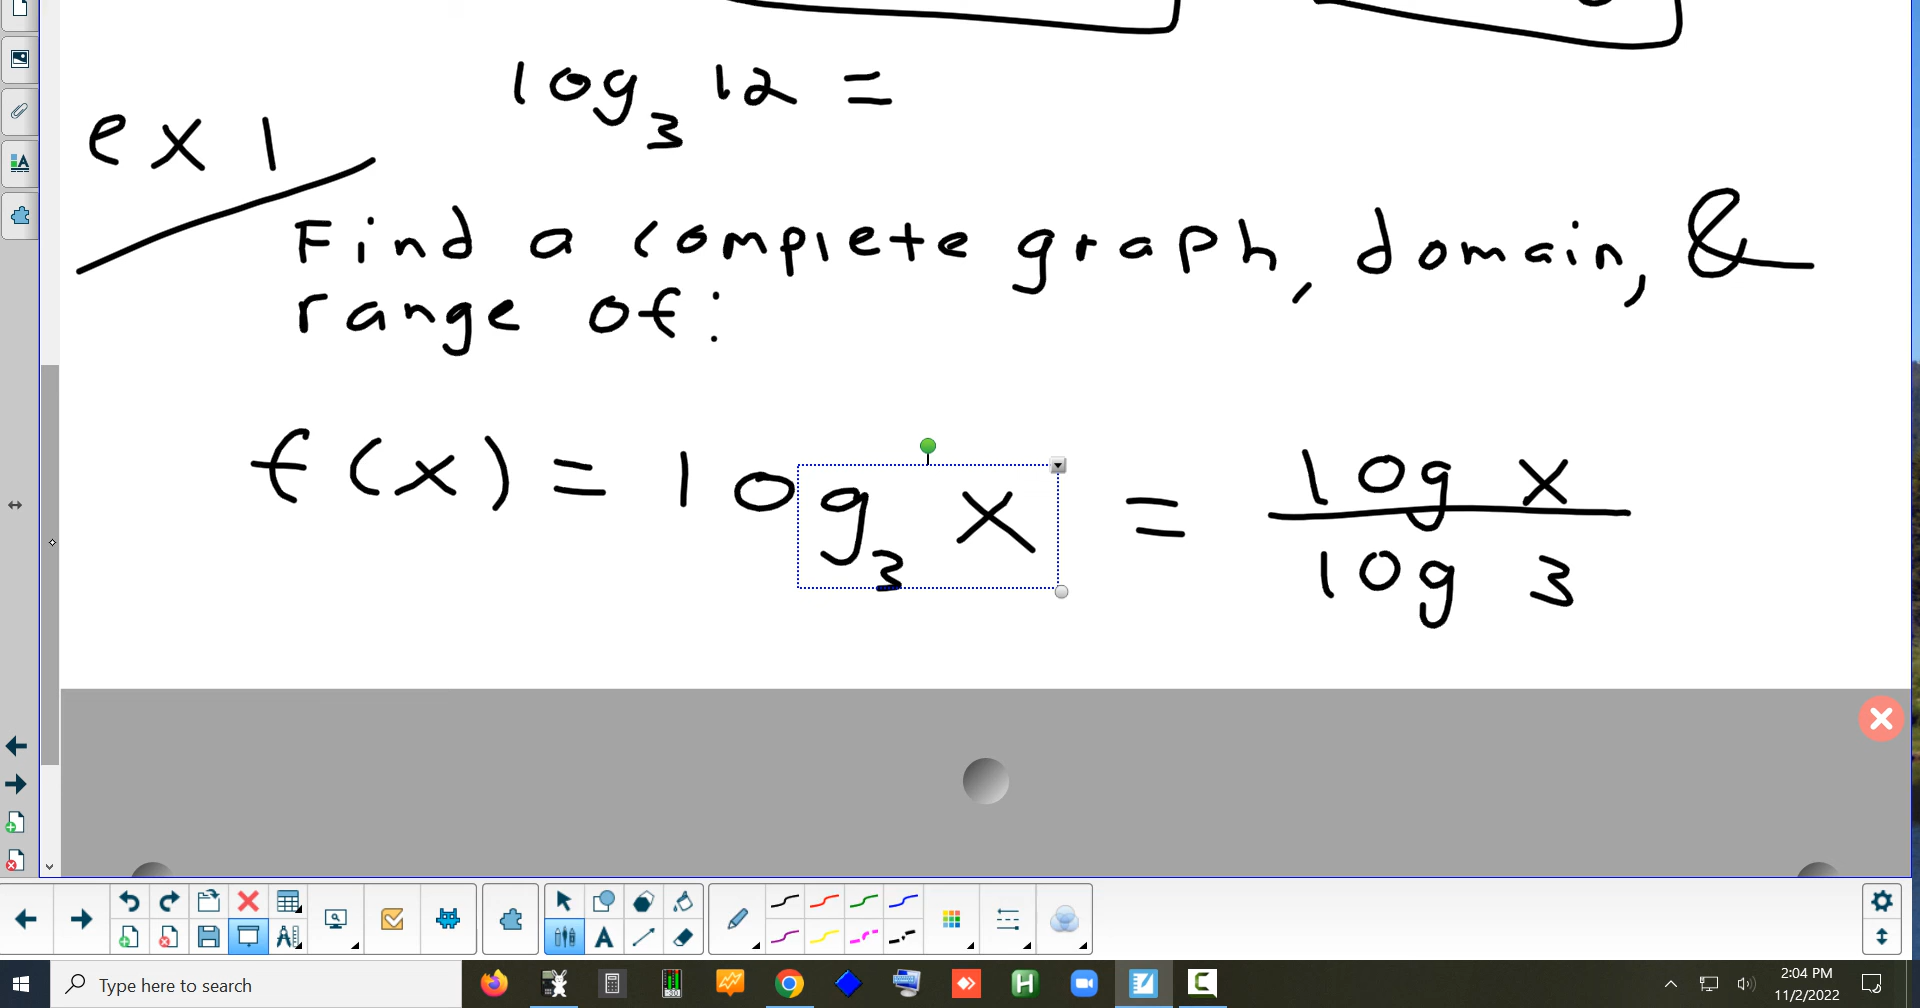 log₃ 12 =
ex 1
Find a complete graph, domain, &
range of:
f(x) = log₃ x = log x / log 3
Type here to search
2:04 PM
11/2/2022